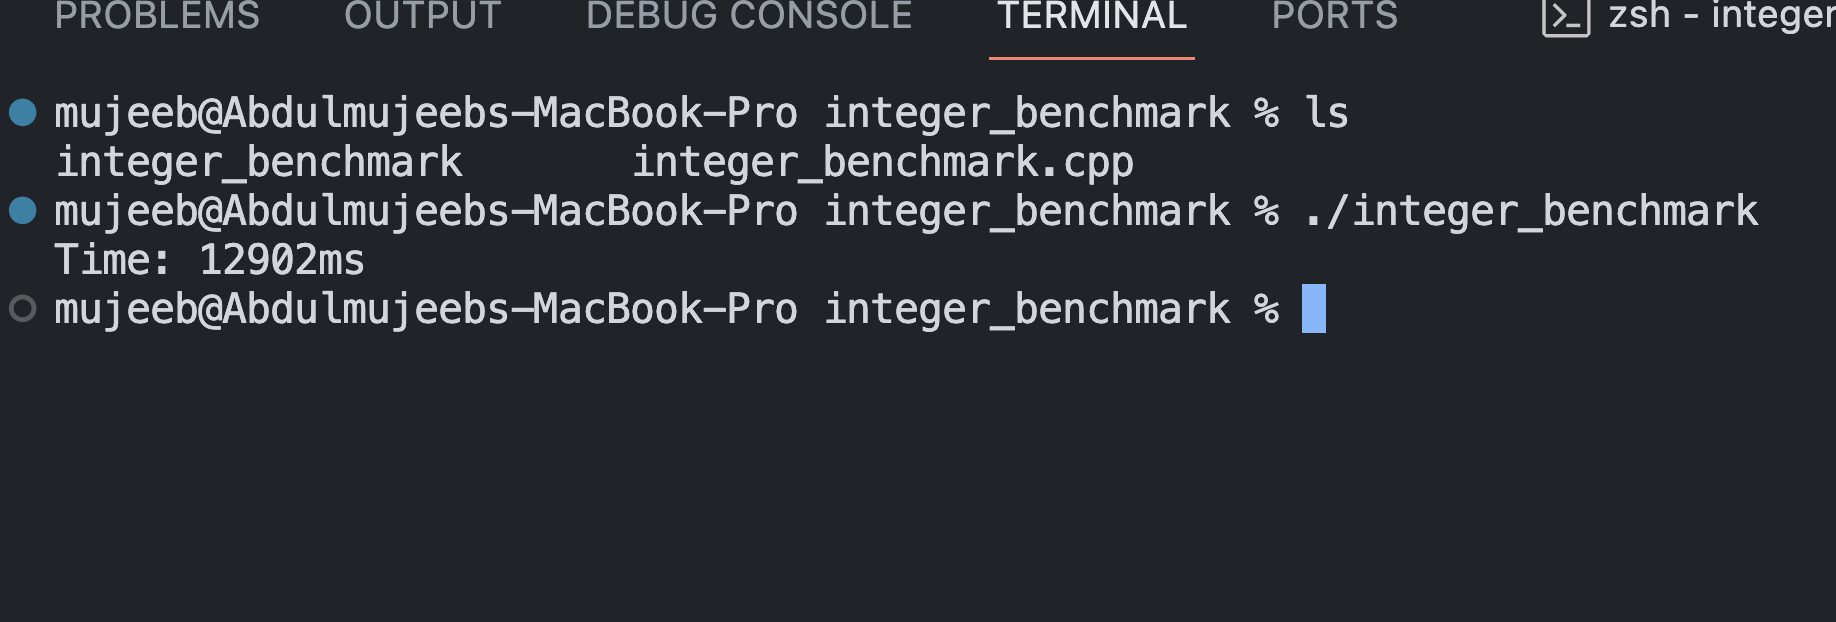 PROBLEMS OUTPUT DEBUG CONSOLE TERMINAL PORTS zsh - integer
mujeeb@Abdulmujeebs-MacBook-Pro integer_benchmark % ls
integer_benchmark integer_benchmark.cpp
mujeeb@Abdulmujeebs-MacBook-Pro integer_benchmark % ./integer_benchmark
Time: 12902ms
mujeeb@Abdulmujeebs-MacBook-Pro integer_benchmark %